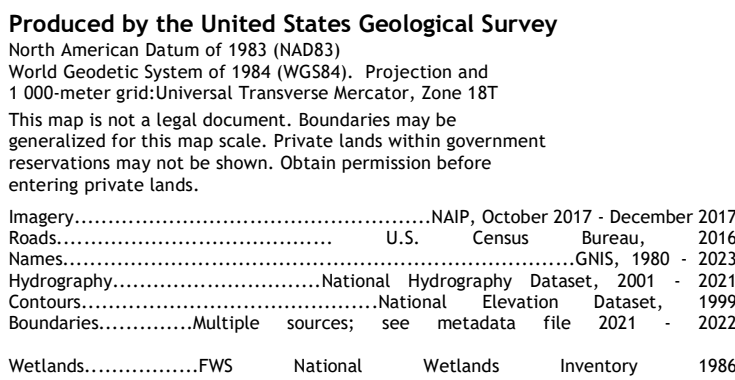 Produced by the United States Geological Survey
North American Datum of 1983 (NAD83)
World Geodetic System of 1984 (WGS84).  Projection and
1 000-meter grid:Universal Transverse Mercator, Zone 18T
This map is not a legal document. Boundaries may be
generalized for this map scale. Private lands within government
reservations may not be shown. Obtain permission before
entering private lands.
Imagery.....................................................NAIP, October 2017 - December 2017
Roads......................................... U.S. Census Bureau, 2016
Names............................................................................GNIS, 1980 - 2023
Hydrography...............................National Hydrography Dataset, 2001 - 2021
Contours............................................National Elevation Dataset, 1999
Boundaries..............Multiple sources; see metadata file 2021 - 2022
Wetlands.................FWS National Wetlands Inventory 1986